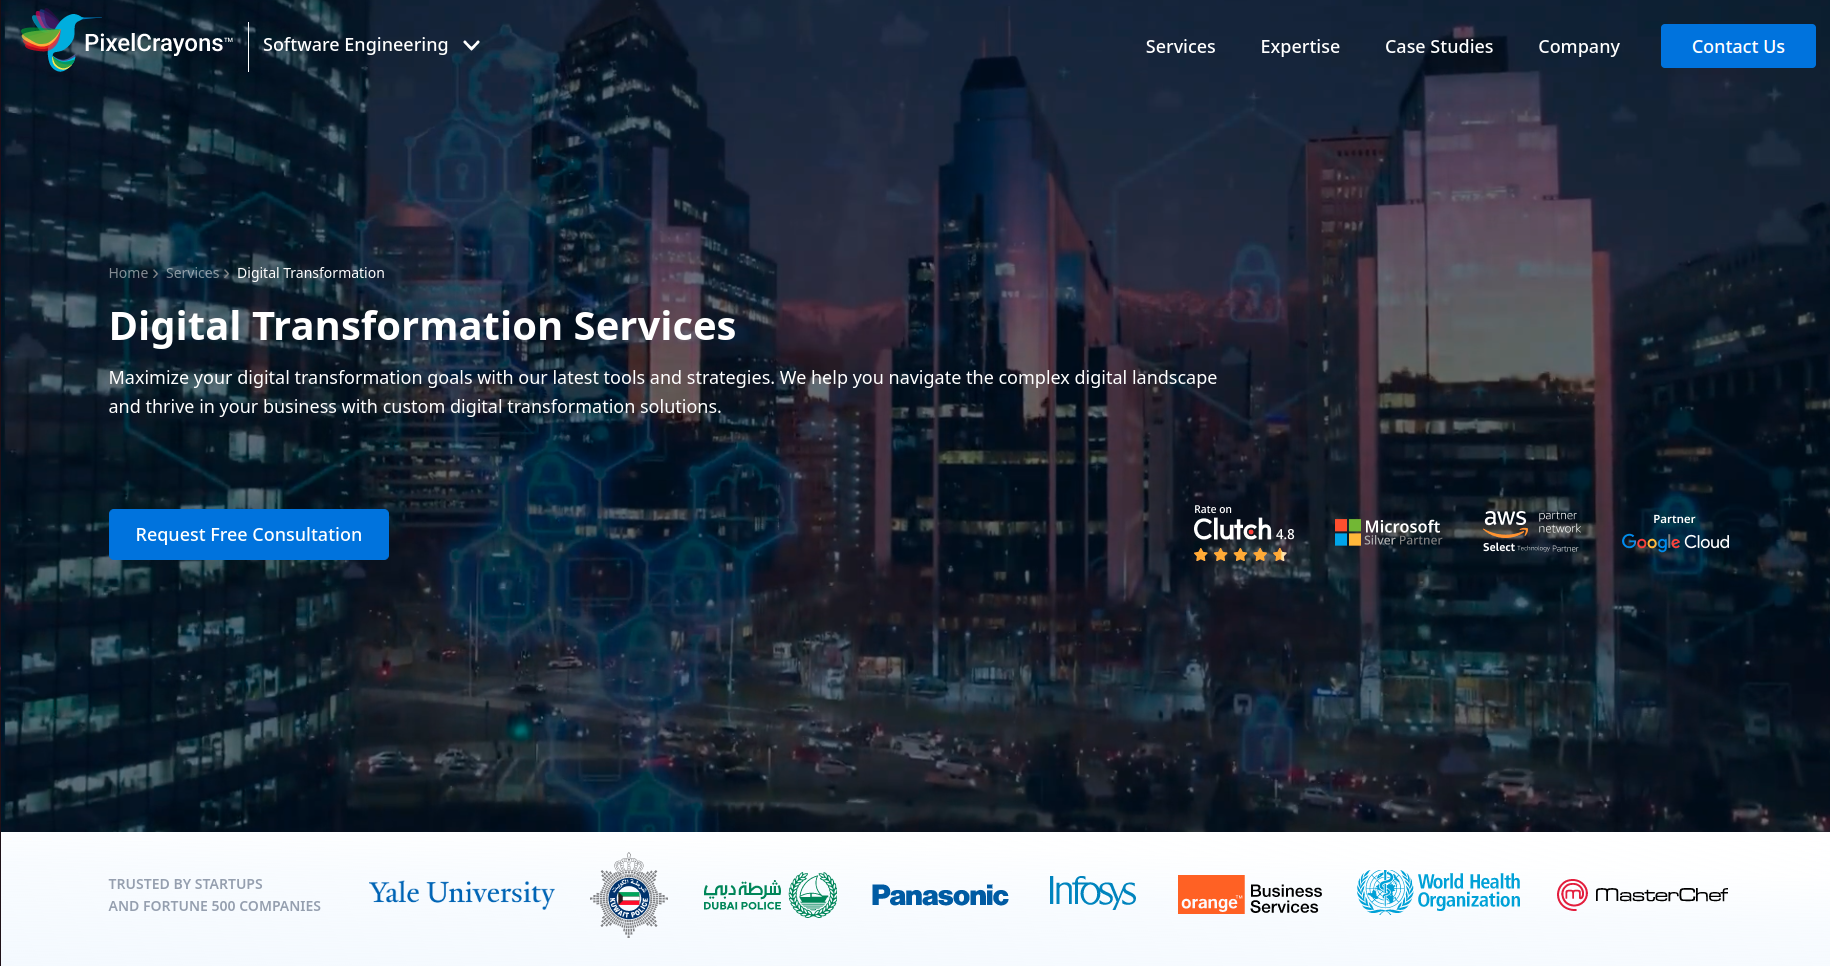 PixelCrayons™
Software Engineering
Services
Expertise
Case Studies
Company
Contact Us
Home > Services > Digital Transformation
Digital Transformation Services
Maximize your digital transformation goals with our latest tools and strategies. We help you navigate the complex digital landscape
and thrive in your business with custom digital transformation solutions.
Request Free Consultation
Rate on
Clutch 4.8
Microsoft
Silver Partner
aws partner
network
Select Technology Partner
Partner
Google Cloud
TRUSTED BY STARTUPS
AND FORTUNE 500 COMPANIES
Yale University
KUWAIT POLICE
شرطة دبي
DUBAI POLICE
Panasonic
Infosys
orange™
Business
Services
World Health
Organization
m
MasterChef